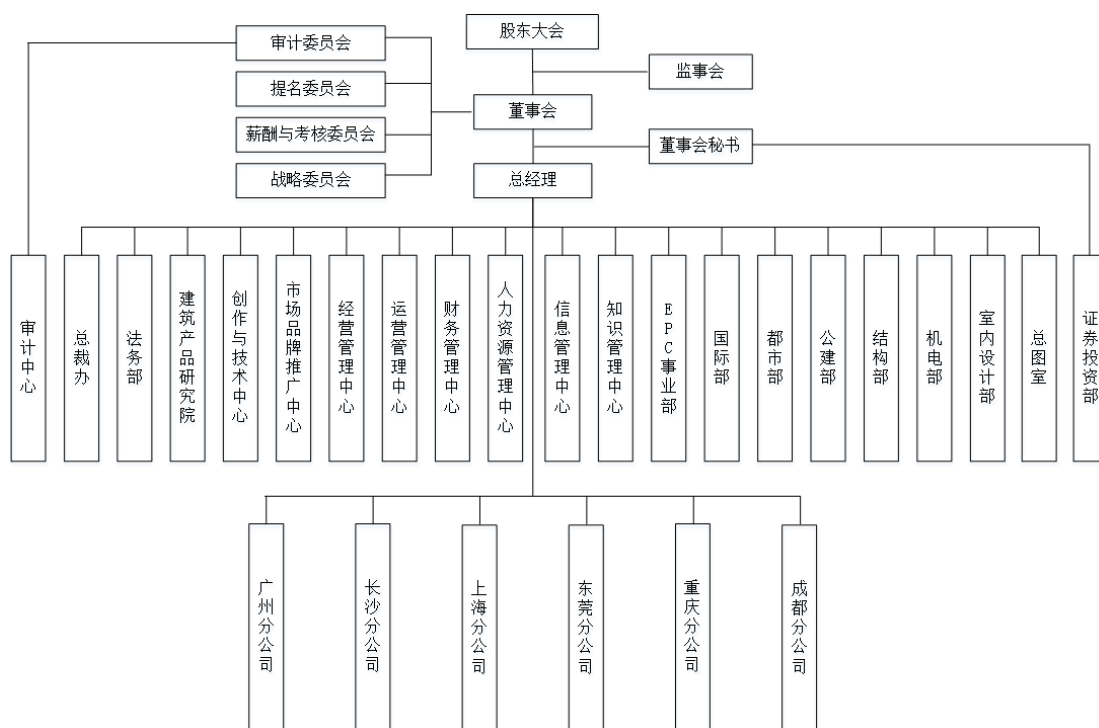 股东大会
审计委员会
监事会
提名委员会
董事会
薪酬与考核委员会
董事会秘书
战略委员会
总经理
审计中心
总裁办
法务部
建筑产品研究院
创作与技术中心
市场品牌推广中心
经营管理中心
运营管理中心
财务管理中心
人力资源管理中心
信息管理中心
知识管理中心
EPC事业部
国际部
都市部
公建部
结构部
机电部
室内设计部
总图室
证券投资部
广州分公司
长沙分公司
上海分公司
东莞分公司
重庆分公司
成都分公司